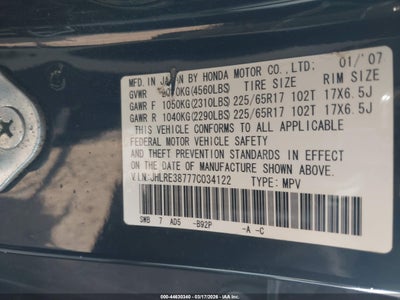 MFD. IN JAPAN BY HONDA MOTOR CO.,LTD: 01/'07
GVWR 2070KG(4560LBS) TIRE SIZE RIM SIZE
GAWR F 1050KG(2310LBS) 225/65R17 102T 17X6.5J
GAWR R 1040KG(2290LBS) 225/65R17 102T 17X6.5J
THIS VEHICLE CONFORMS TO ALL APPLICABLE
FEDERAL MOTOR VEHICLE SAFETY
AND THEFT PREVENTION STANDARDS IN EFFECT ON
THE DATE OF MANUFACTURE SHOWN ABOVE.
V.I.N:JHLRE38777C034122 TYPE: MPV
SWB 7 AD5 -B92P -A -C
000-44630340 - 03/17/2026 - IAA